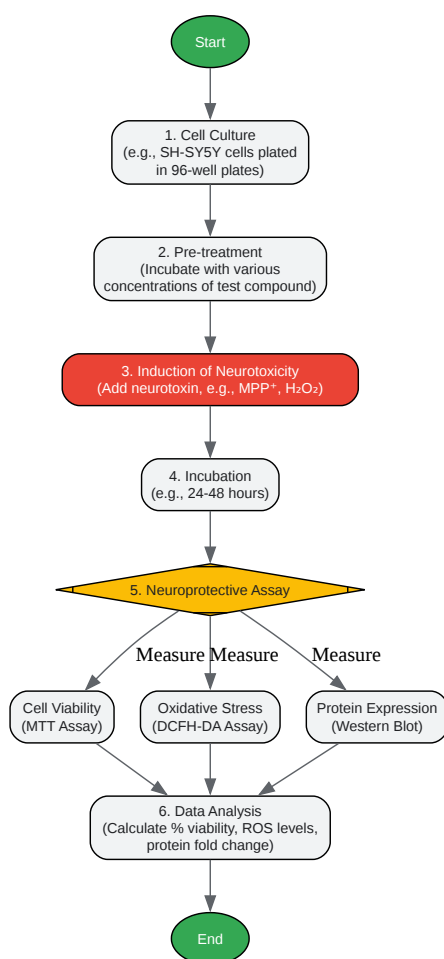 Start
1. Cell Culture
(e.g., SH-SY5Y cells plated
in 96-well plates)
2. Pre-treatment
(Incubate with various
concentrations of test compound)
3. Induction of Neurotoxicity
(Add neurotoxin, e.g., MPP⁺, H₂O₂)
4. Incubation
(e.g., 24-48 hours)
5. Neuroprotective Assay
Measure Measure Measure
Cell Viability
(MTT Assay)
Oxidative Stress
(DCFH-DA Assay)
Protein Expression
(Western Blot)
6. Data Analysis
(Calculate % viability, ROS levels,
protein fold change)
End